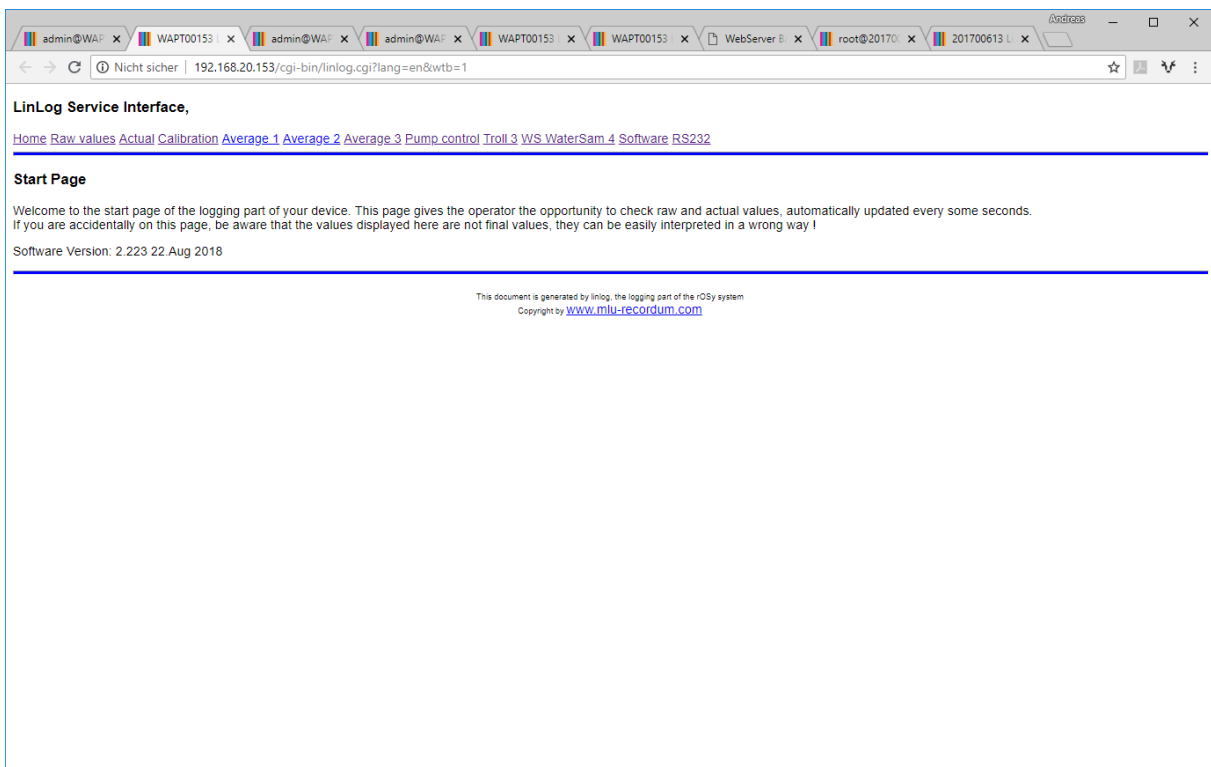 Andreas
admin@WAP
WAPT00153
admin@WAP
admin@WAP
WAPT00153
WAPT00153
WebServer B
root@20170
201700613 L
Nicht sicher | 192.168.20.153/cgi-bin/linlog.cgi?lang=en&wtb=1
LinLog Service Interface,
Home Raw values Actual Calibration Average 1 Average 2 Average 3 Pump control Troll 3 WS WaterSam 4 Software RS232
Start Page
Welcome to the start page of the logging part of your device. This page gives the operator the opportunity to check raw and actual values, automatically updated every some seconds.
If you are accidentally on this page, be aware that the values displayed here are not final values, they can be easily interpreted in a wrong way !
Software Version: 2.223 22.Aug 2018
This document is generated by linlog, the logging part of the rOSy system
Copyright by www.mlu-recordum.com